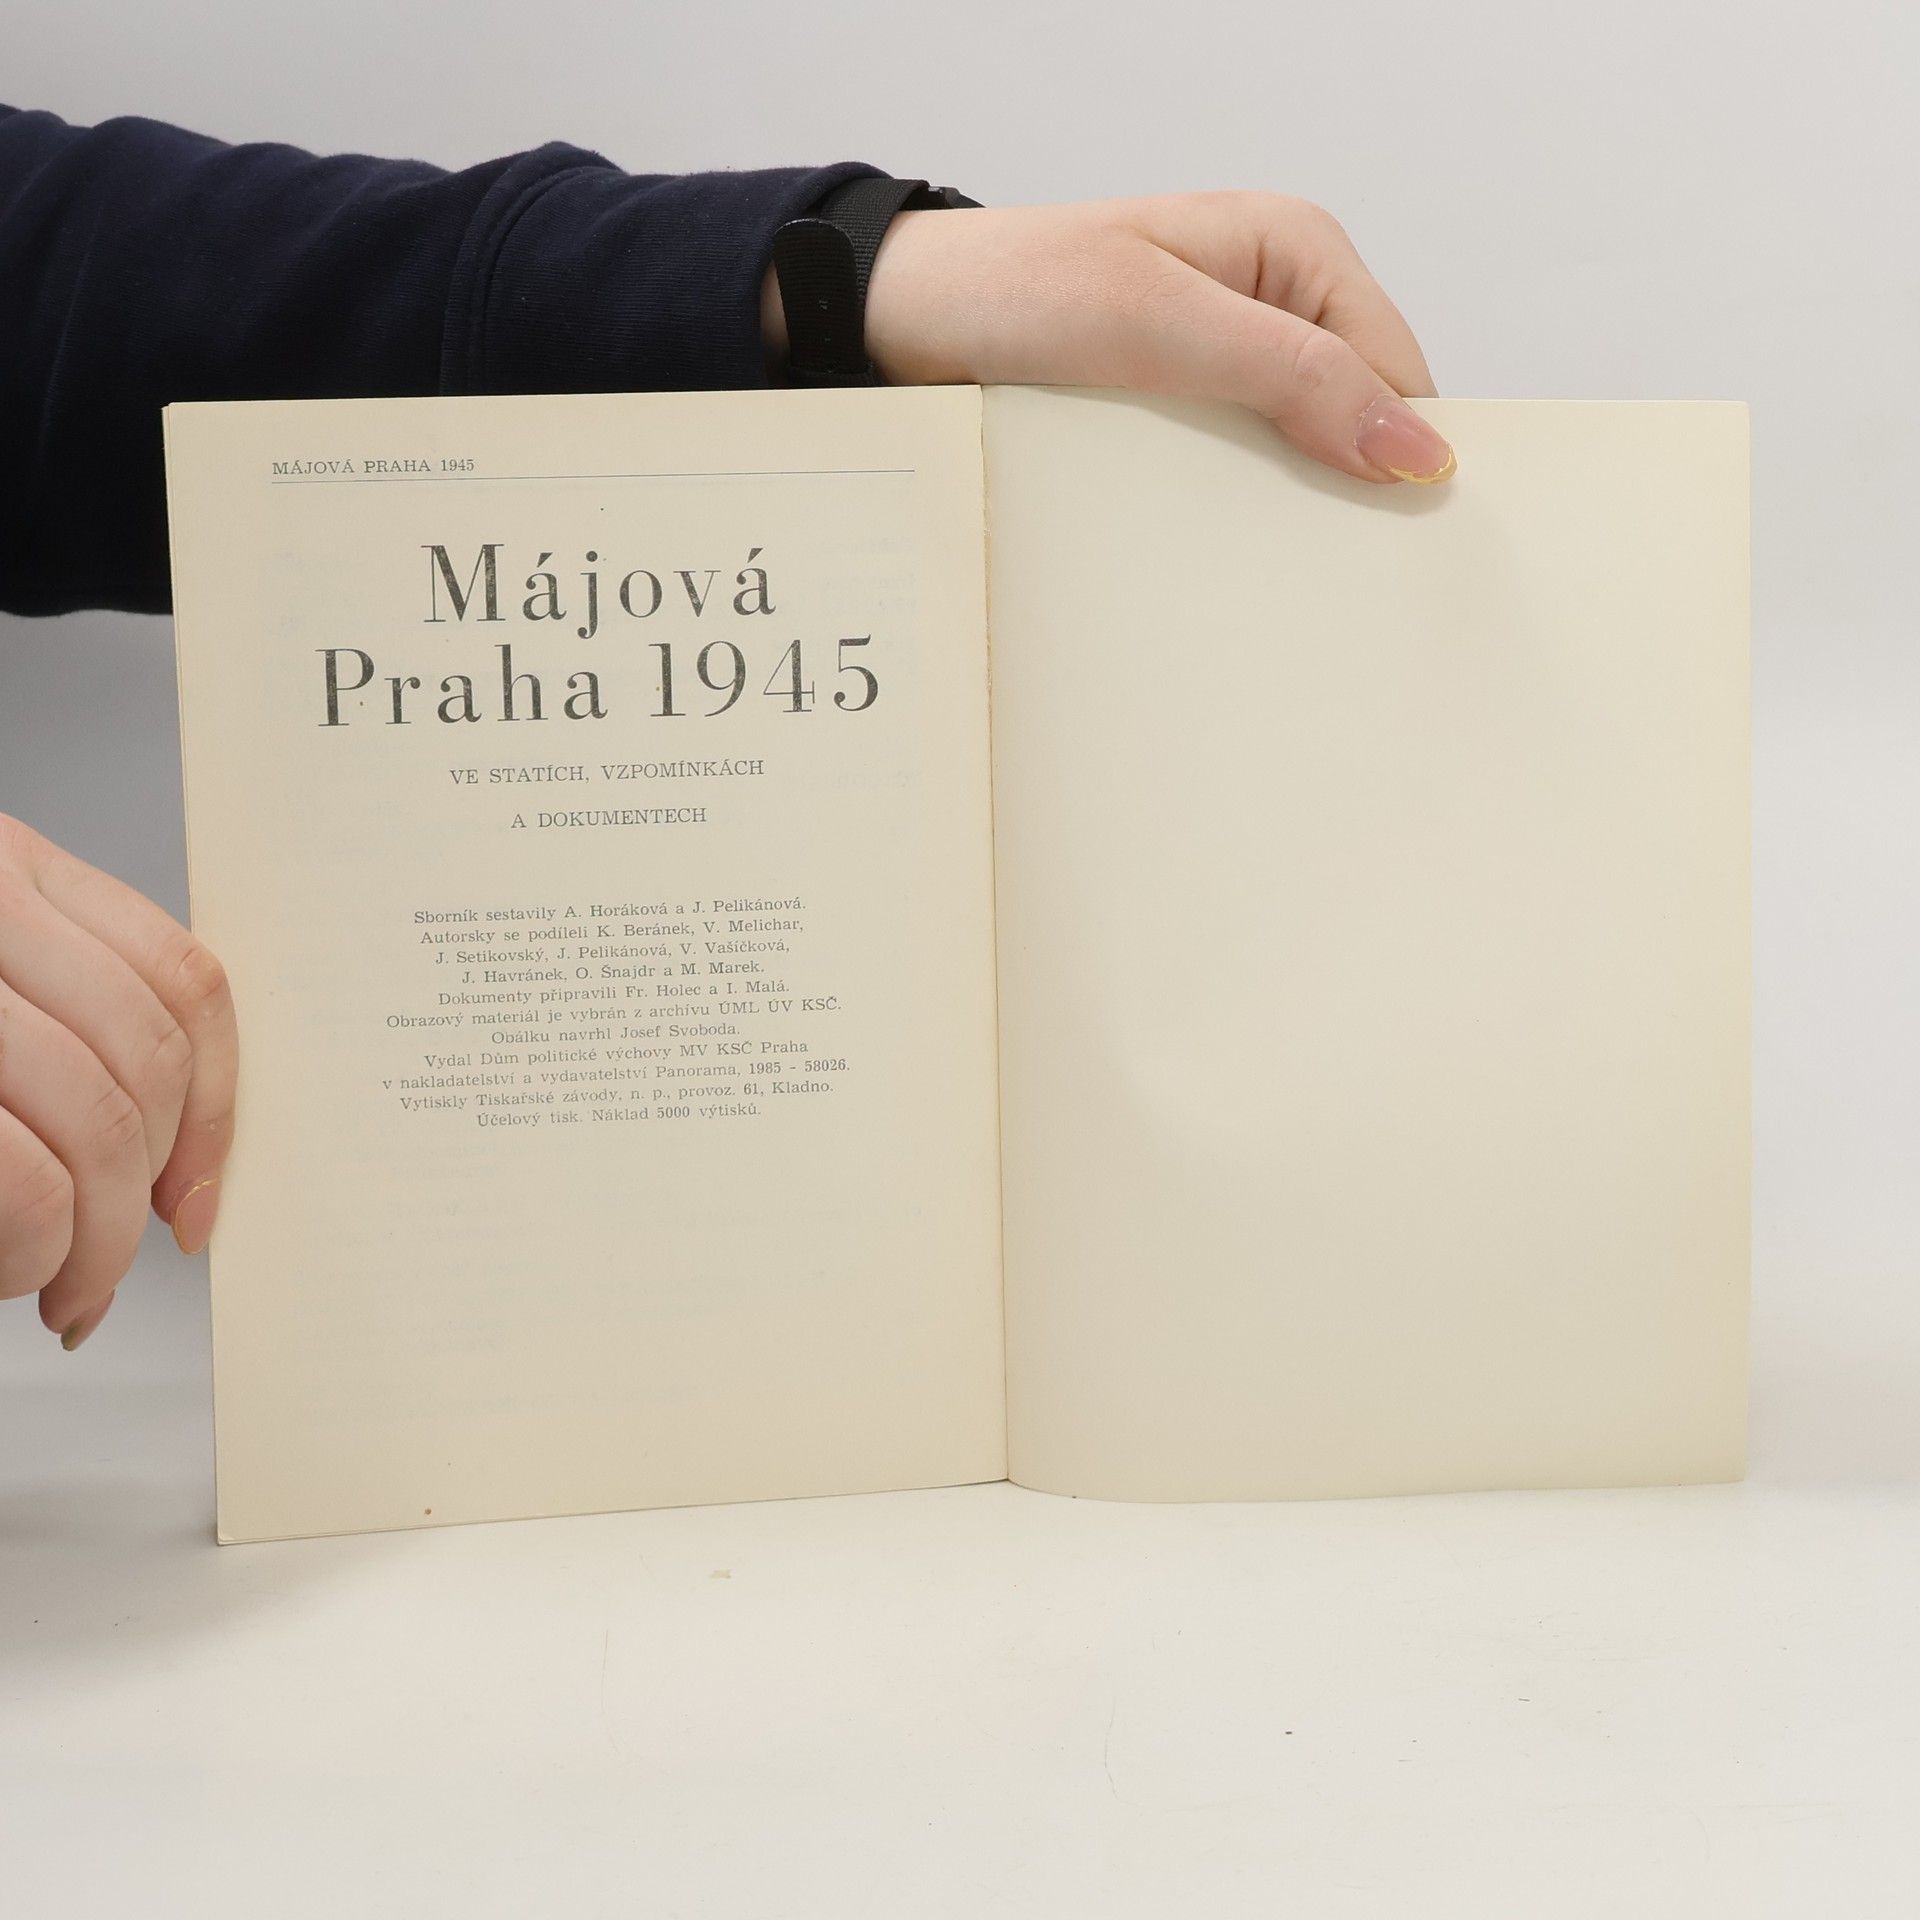 MÁJOVÁ PRAHA 1945
Májová
Praha 1945
VE STATÍCH, VZPOMÍNKÁCH
A DOKUMENTECH
Sborník sestavily A. Horáková a J. Pelikánová.
Autorsky se podíleli K. Beránek, V. Melichar,
J. Setikovský, J. Pelikánová, V. Vašíčková,
J. Havránek, O. Šnajdr a M. Marek.
Dokumenty připravili Fr. Holec a I. Malá.
Obrazový materiál je vybrán z archívu ÚML ÚV KSČ.
Obálku navrhl Josef Svoboda.
Vydal Dům politické výchovy MV KSČ Praha
v nakladatelství a vydavatelství Panorama, 1985 - 58026.
Vytiskly Tiskařské závody, n. p., provoz. 61, Kladno.
Účelový tisk. Náklad 5000 výtisků.